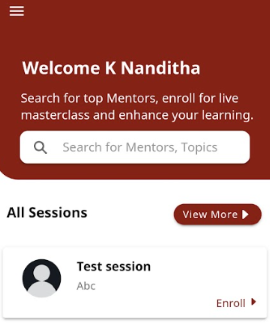 Welcome K Nanditha
Search for top Mentors, enroll for live
masterclass and enhance your learning.
Search for Mentors, Topics
All Sessions
View More
Test session
Abc
Enroll